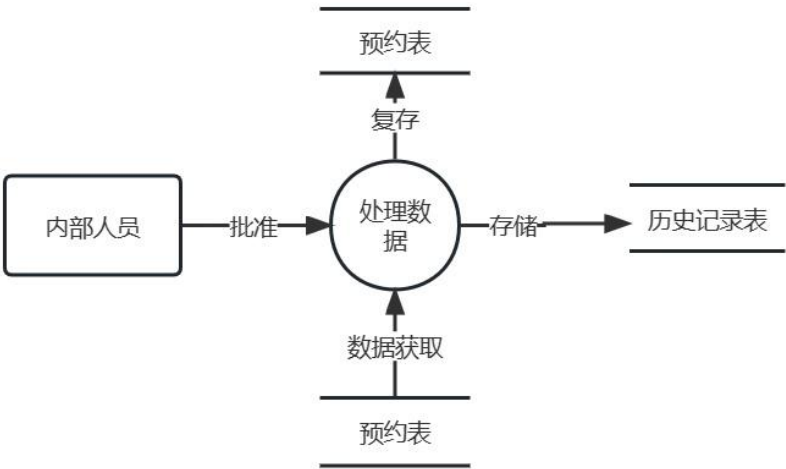 预约表
复存
内部人员
批准
处理数
据
存储
历史记录表
数据获取
预约表